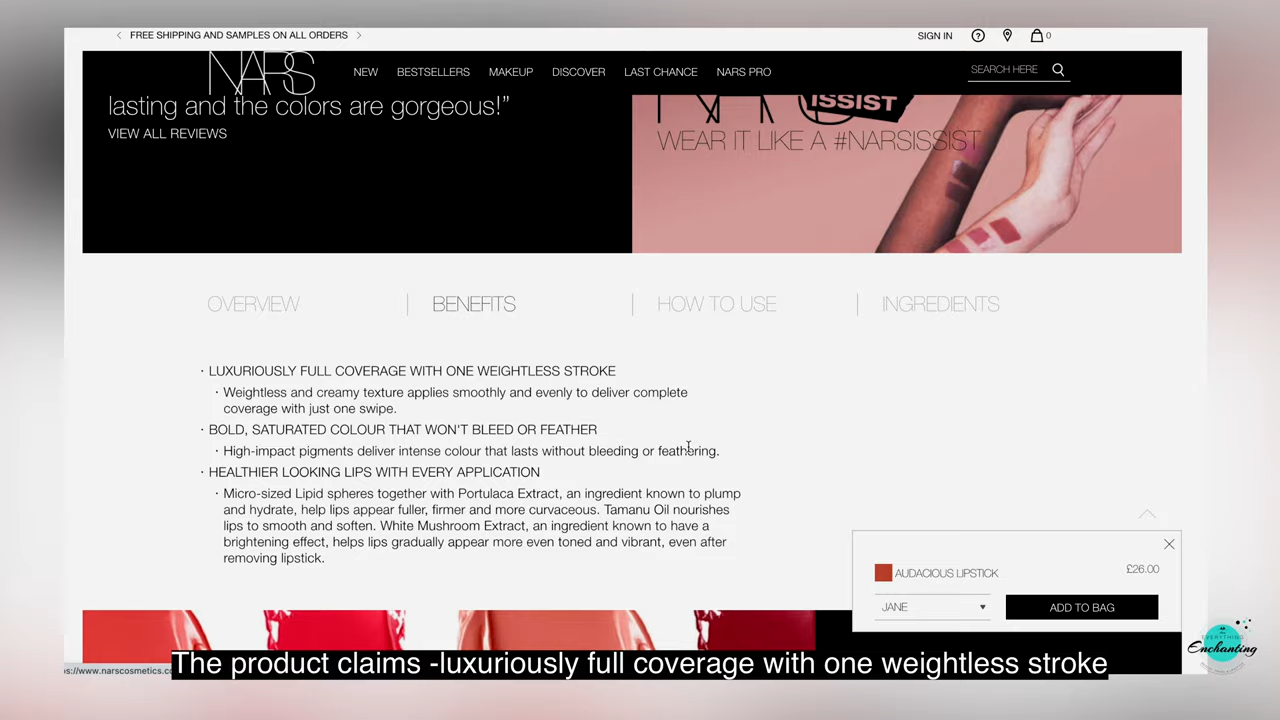 FREE SHIPPING AND SAMPLES ON ALL ORDERS
SIGN IN
?
0
NARS
NEW
BESTSELLERS
MAKEUP
DISCOVER
LAST CHANCE
NARS PRO
SEARCH HERE
lasting and the colors are gorgeous!”
VIEW ALL REVIEWS
ISSIST
WEAR IT LIKE A #NARSISSIST
OVERVIEW
BENEFITS
HOW TO USE
INGREDIENTS
· LUXURIOUSLY FULL COVERAGE WITH ONE WEIGHTLESS STROKE
· Weightless and creamy texture applies smoothly and evenly to deliver complete
coverage with just one swipe.
· BOLD, SATURATED COLOUR THAT WON'T BLEED OR FEATHER
· High-impact pigments deliver intense colour that lasts without bleeding or feathering.
· HEALTHIER LOOKING LIPS WITH EVERY APPLICATION
· Micro-sized Lipid spheres together with Portulaca Extract, an ingredient known to plump
and hydrate, help lips appear fuller, firmer and more curvaceous. Tamanu Oil nourishes
lips to smooth and soften. White Mushroom Extract, an ingredient known to have a
brightening effect, helps lips gradually appear more even toned and vibrant, even after
removing lipstick.
AUDACIOUS LIPSTICK
£26.00
JANE
ADD TO BAG
EVERYTHING
Enchanting
ps://www.narscosmetics.c
The product claims -luxuriously full coverage with one weightless stroke